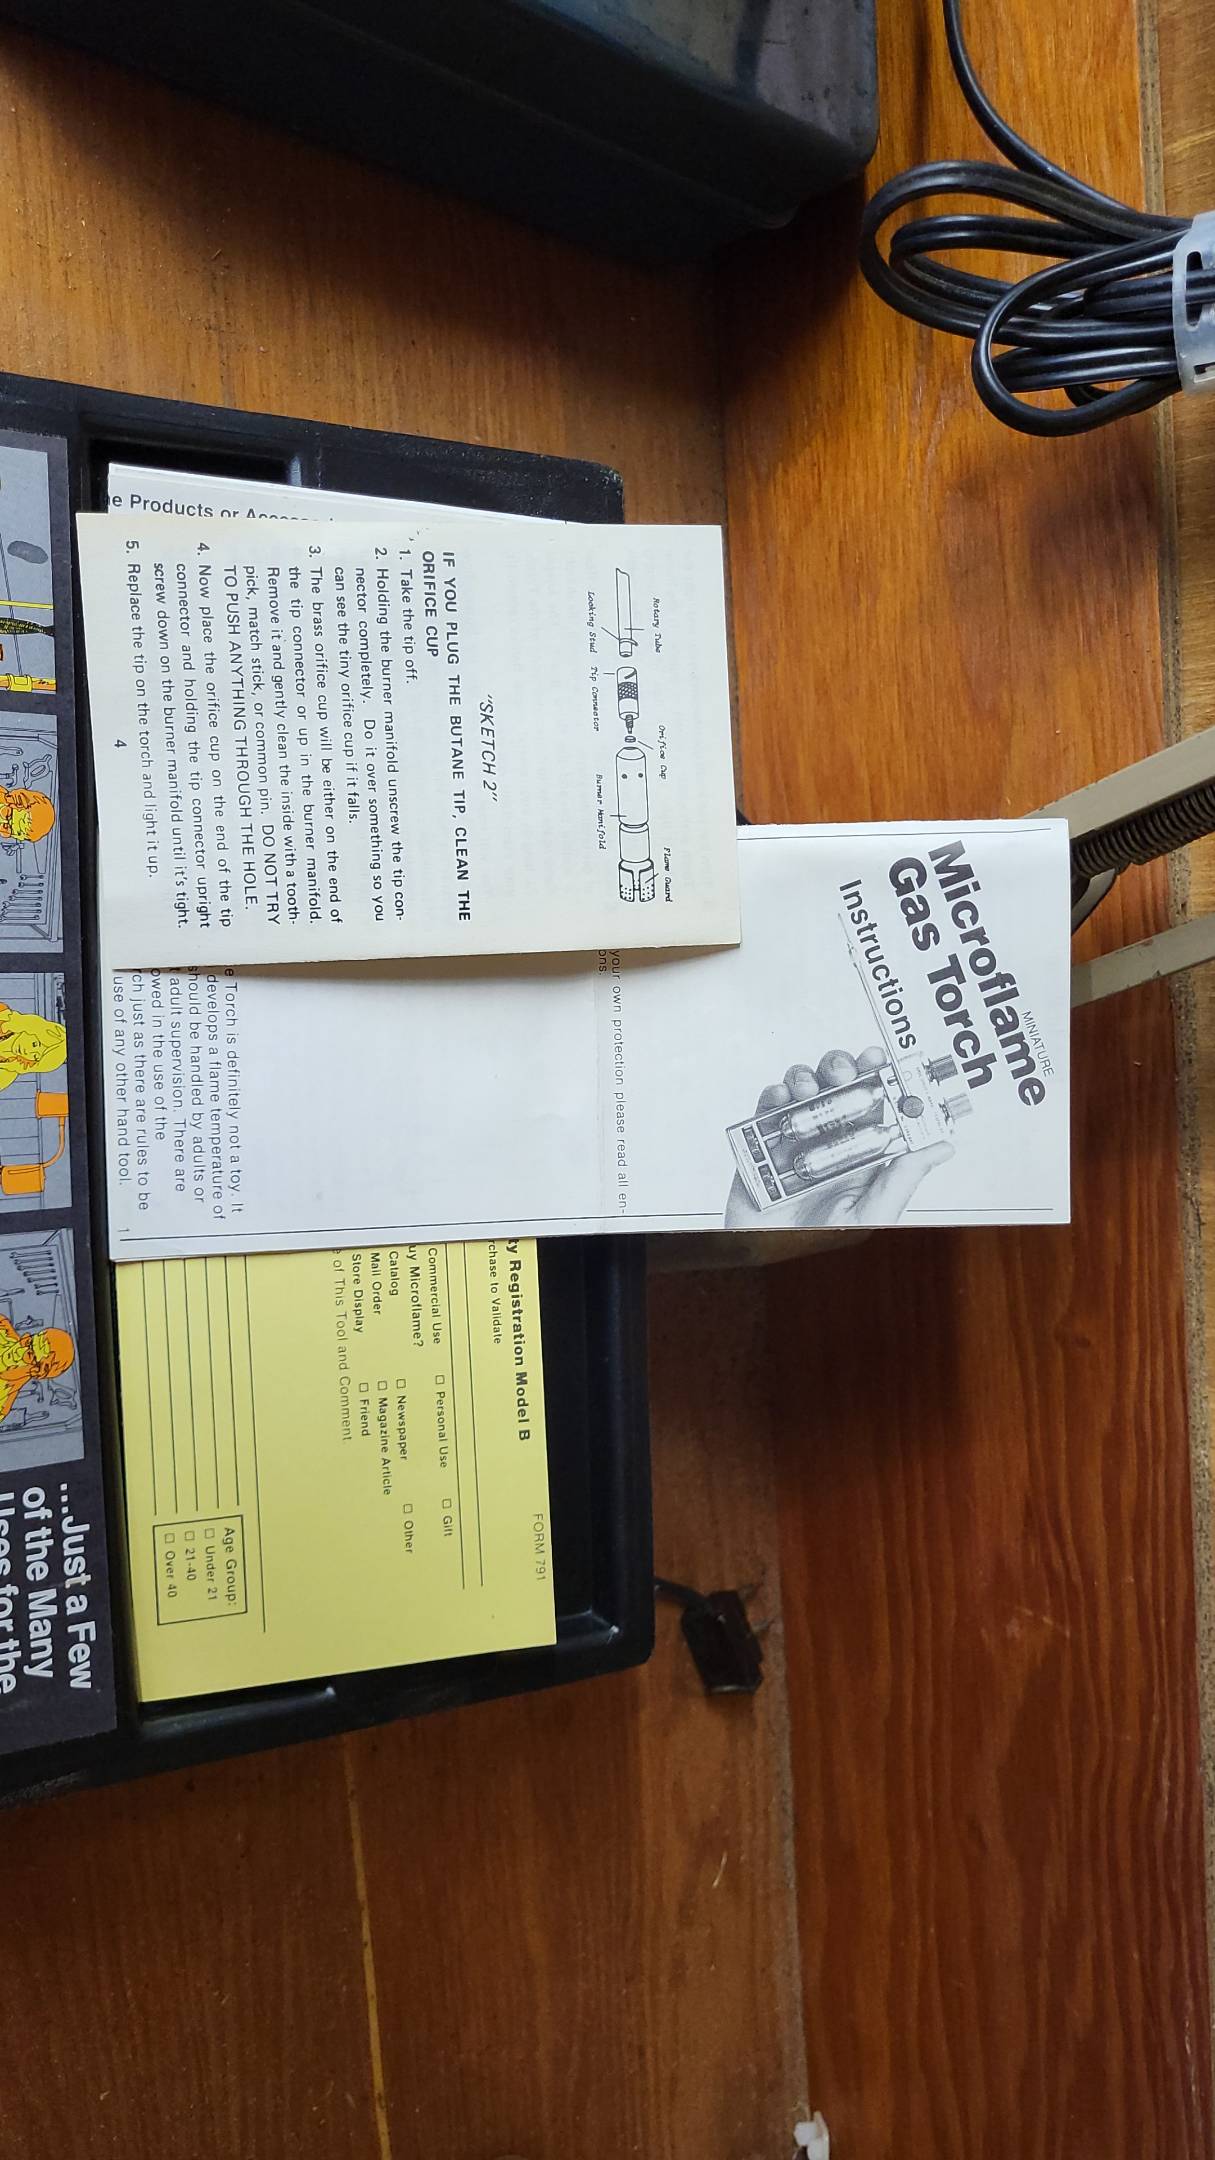 Microflame
MINIATURE
Gas Torch
Instructions
your own protection please read all en-
ons.
e Torch is definitely not a toy. It
develops a flame temperature of
should be handled by adults or
t adult supervision. There are
owed in the use of the
rch just as there are rules to be
use of any other hand tool.
1
Rotary Tube
Orifice Cup
Flame Guard
Locking Stud
Tip Connector
Burner Manifold
"SKETCH 2"
IF YOU PLUG THE BUTANE TIP, CLEAN THE
ORIFICE CUP
1. Take the tip off.
2. Holding the burner manifold unscrew the tip con-
nector completely. Do it over something so you
can see the tiny orifice cup if it falls.
3. The brass orifice cup will be either on the end of
the tip connector or up in the burner manifold.
Remove it and gently clean the inside with a tooth-
pick, match stick, or common pin. DO NOT TRY
TO PUSH ANYTHING THROUGH THE HOLE.
4. Now place the orifice cup on the end of the tip
connector and holding the tip connector upright
screw down on the burner manifold until it's tight.
5. Replace the tip on the torch and light it up.
4
e Products or
FORM 791
ty Registration Model B
rchase to Validate
Commercial Use □ Personal Use □ Gift
uy Microflame?
Catalog □ Newspaper □ Other
Mail Order □ Magazine Article
Store Display □ Friend
e of This Tool and Comment.
Age Group:
□ Under 21
□ 21-40
□ Over 40
...Just a Few
of the Many
Uses for the